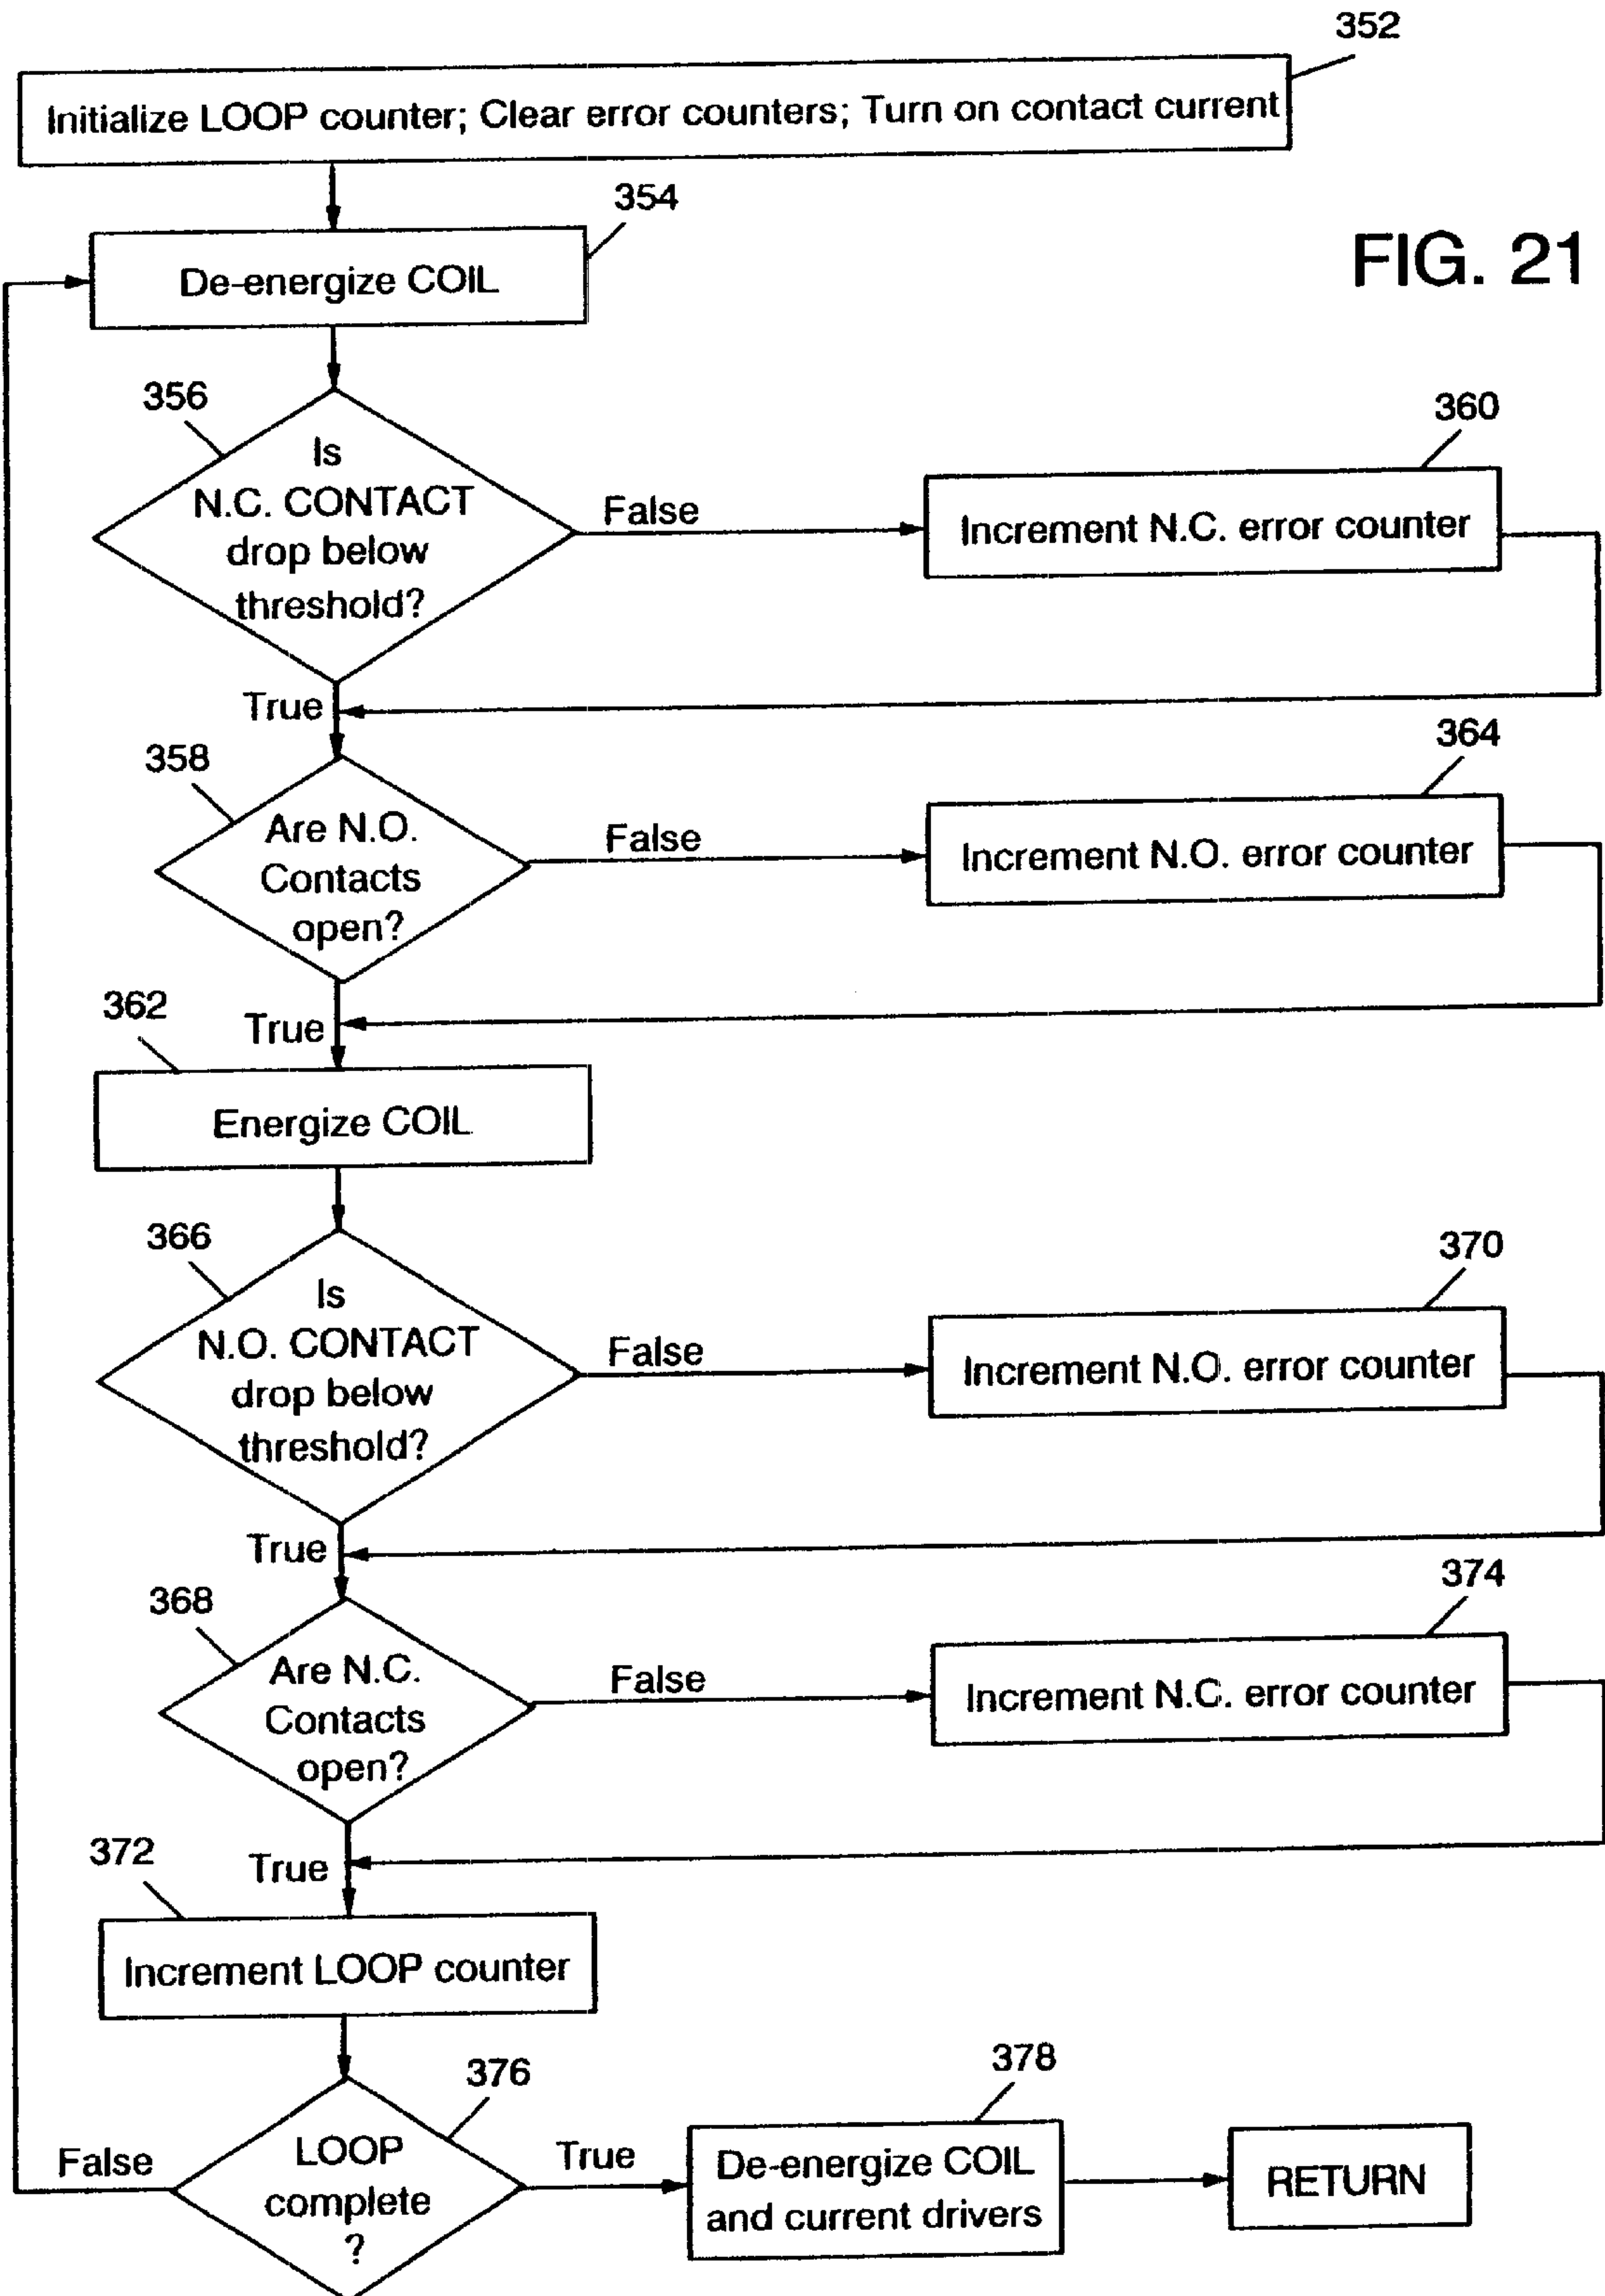 352
Initialize LOOP counter; Clear error counters; Turn on contact current
354
De-energize COIL
FIG. 21
356
Is
N.C. CONTACT
drop below
threshold?
False
360
Increment N.C. error counter
True
358
Are N.O.
Contacts
open?
False
364
Increment N.O. error counter
True
362
Energize COIL
366
Is
N.O. CONTACT
drop below
threshold?
False
370
Increment N.O. error counter
True
368
Are N.C.
Contacts
open?
False
374
Increment N.C. error counter
True
372
Increment LOOP counter
376
LOOP
complete
?
False
True
378
De-energize COIL
and current drivers
RETURN